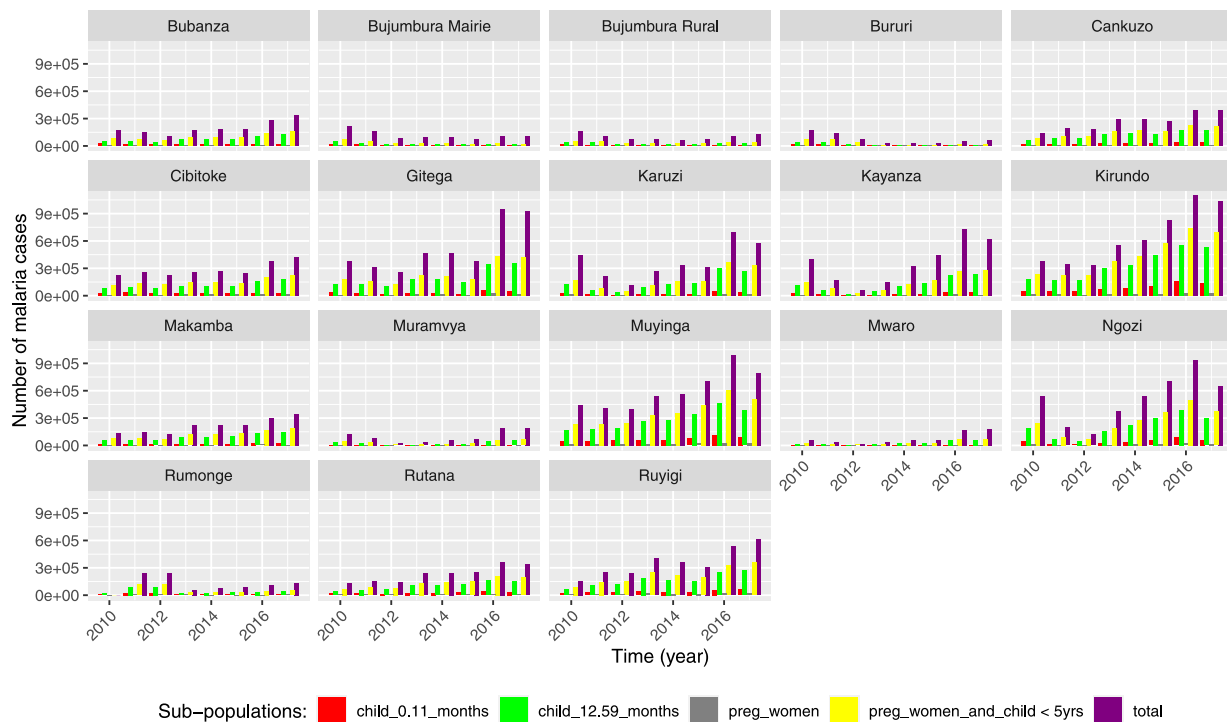 Bubanza Bujumbura Mairie Bujumbura Rural Bururi Cankuzo
9e+05
6e+05
3e+05
0e+00
Cibitoke Gitega Karuzi Kayanza Kirundo
9e+05
6e+05
3e+05
0e+00
Makamba Muramvya Muyinga Mwaro Ngozi
9e+05
6e+05
3e+05
0e+00
2010 2012 2014 2016 2010 2012 2014 2016
Rumonge Rutana Ruyigi
9e+05
6e+05
3e+05
0e+00
2010 2012 2014 2016 2010 2012 2014 2016 2010 2012 2014 2016
Number of malaria cases
Time (year)
Sub−populations: child_0.11_months child_12.59_months preg_women preg_women_and_child < 5yrs total